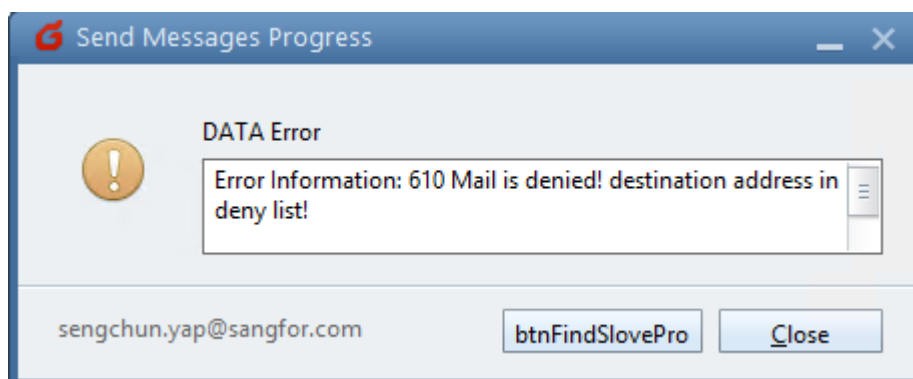 Send Messages Progress
DATA Error
Error Information: 610 Mail is denied! destination address in
deny list!
sengchun.yap@sangfor.com
btnFindSlovePro
Close